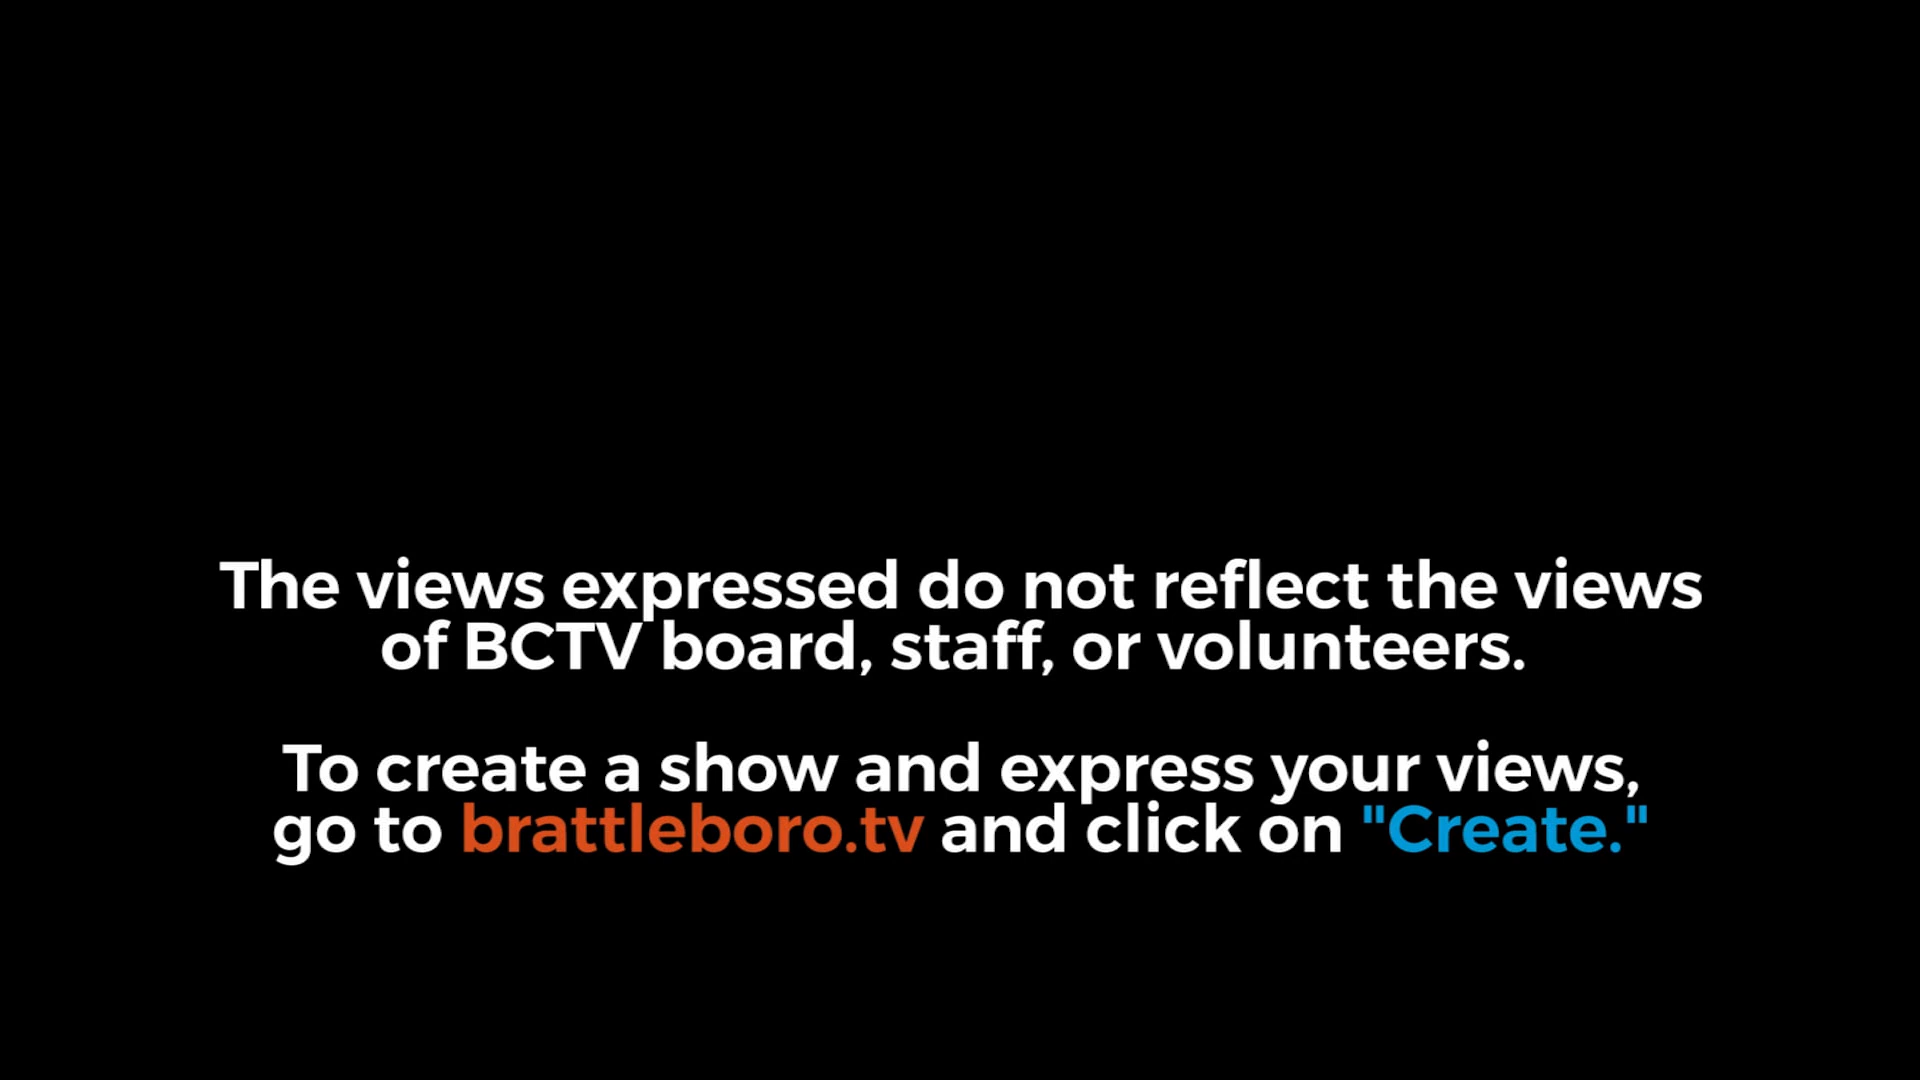 The views expressed do not reflect the views
of BCTV board, staff, or volunteers.
To create a show and express your views,
go to brattleboro.tv and click on "Create."